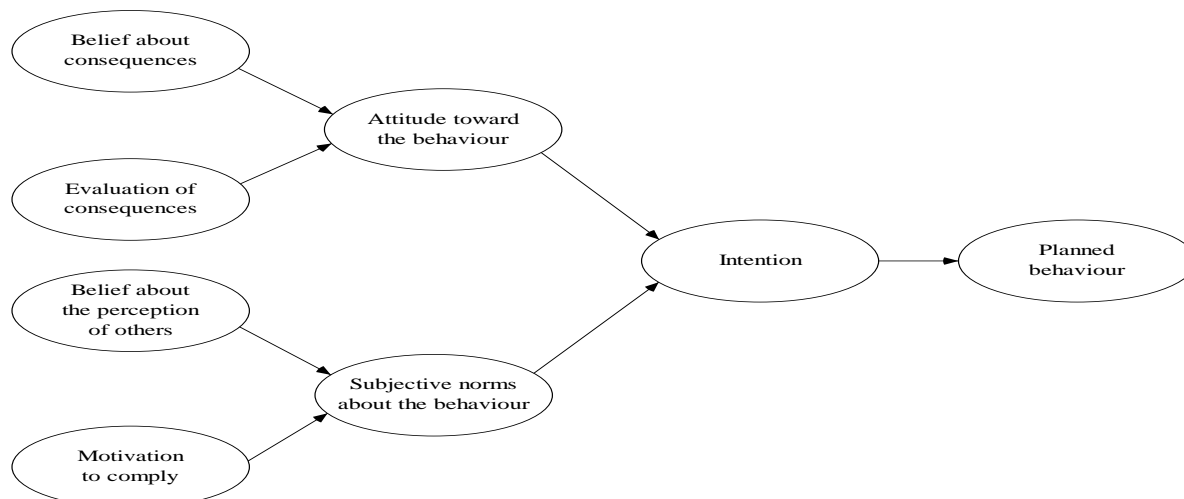 Belief about
consequences
Attitude toward
the behaviour
Evaluation of
consequences
Intention
Planned
behaviour
Belief about
the perception
of others
Subjective norms
about the behaviour
Motivation
to comply